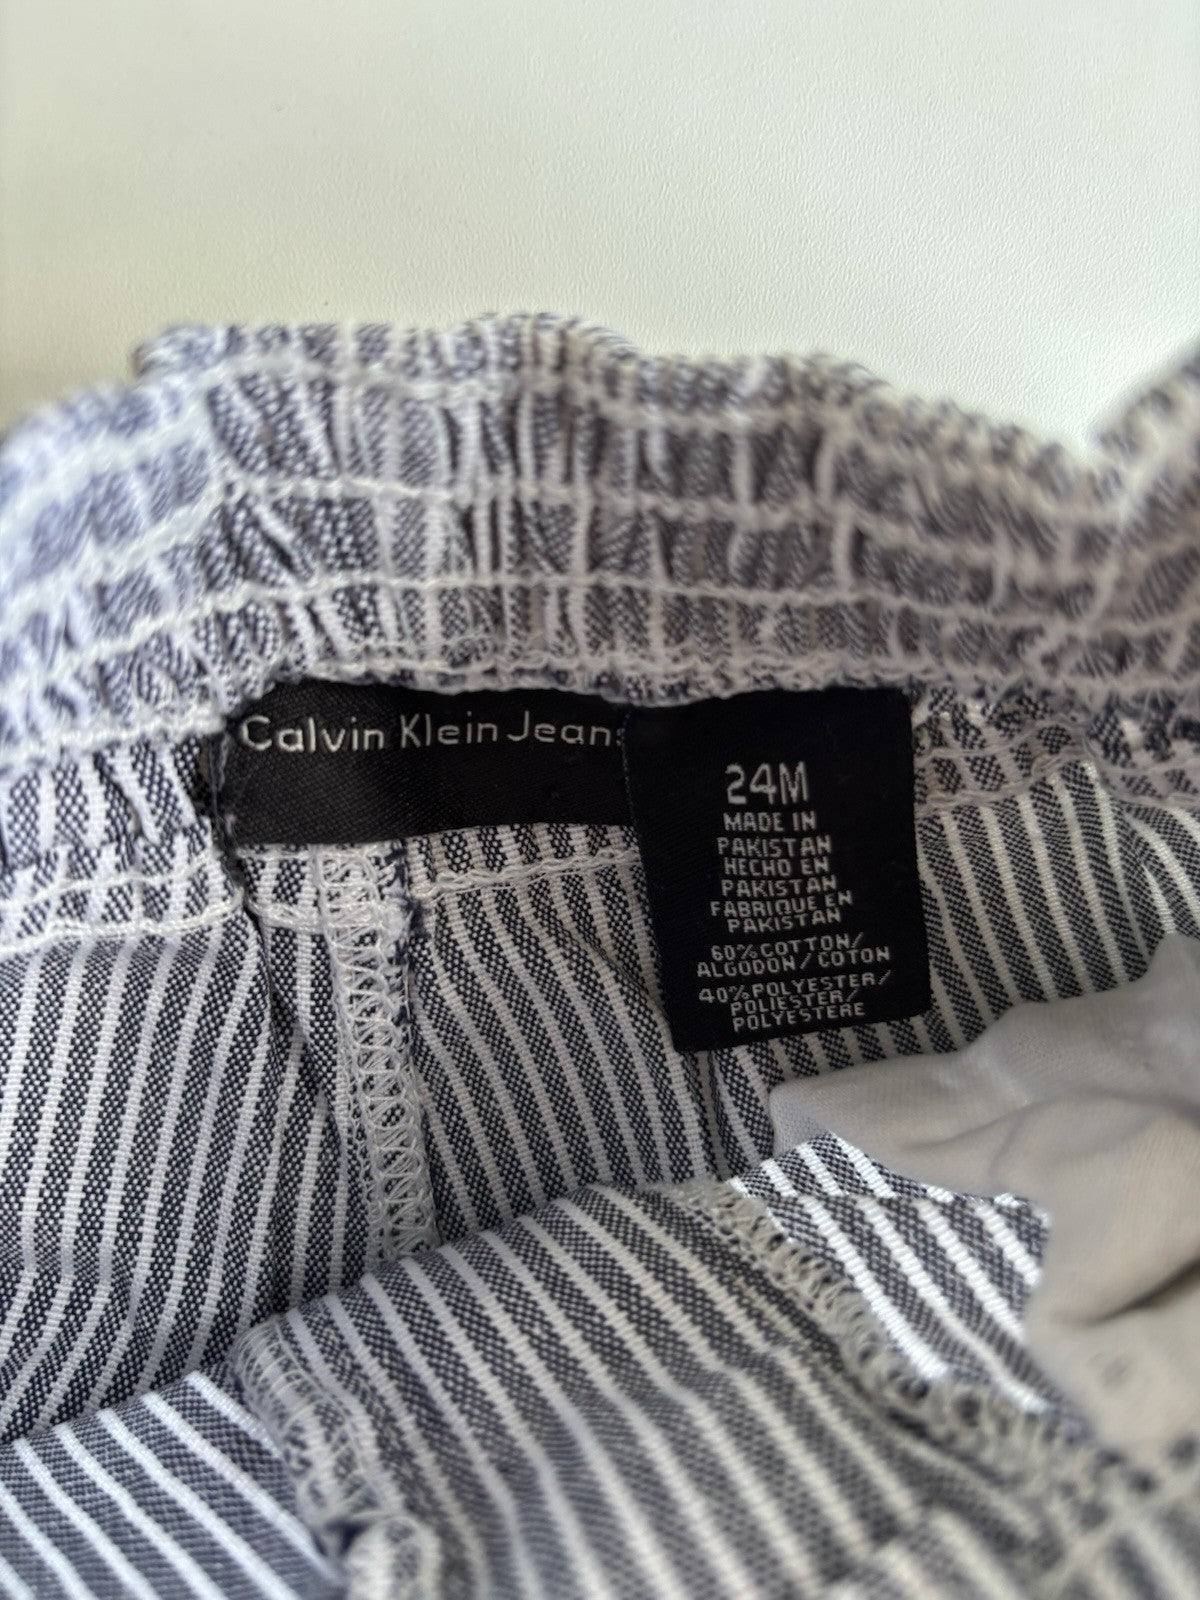 Calvin Klein Jeans
24M
MADE IN
PAKISTAN
HECHO EN
PAKISTAN
FABRIQUE EN
PAKISTAN
60% COTTON/
ALGODON/COTON
40% POLYESTER/
POLIESTER/
POLYESTERE